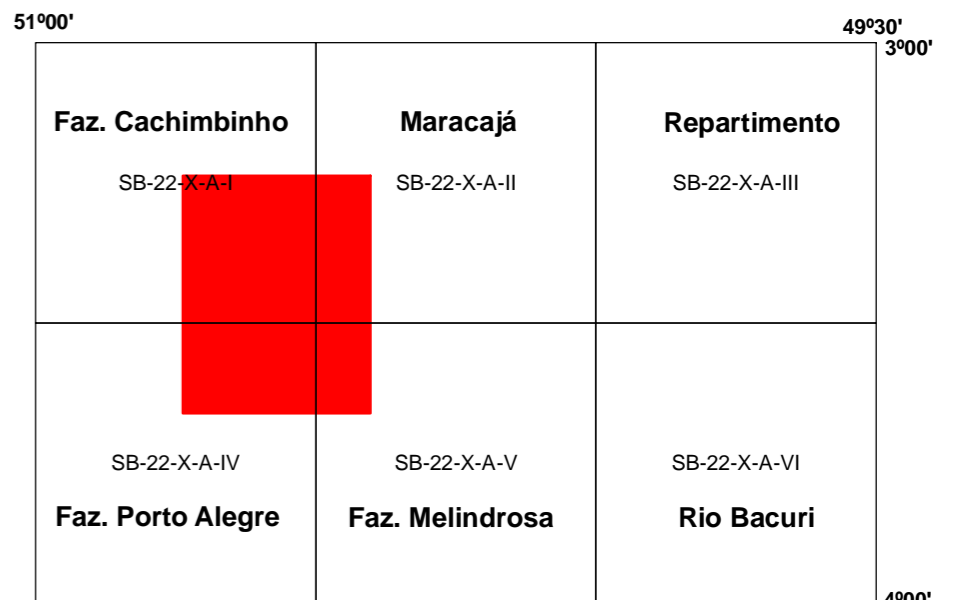 51º00'
49º30'
3º00'
Faz. Cachimbinho
Maracajá
Repartimento
SB-22-X-A-I
SB-22-X-A-II
SB-22-X-A-III
SB-22-X-A-IV
SB-22-X-A-V
SB-22-X-A-VI
Faz. Porto Alegre
Faz. Melindrosa
Rio Bacuri
4º00'